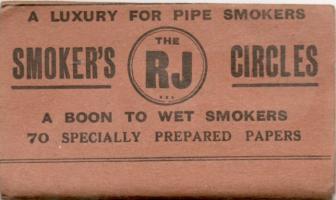 A LUXURY FOR PIPE SMOKERS
THE
SMOKER'S RJ CIRCLES
...
A BOON TO WET SMOKERS
70 SPECIALLY PREPARED PAPERS